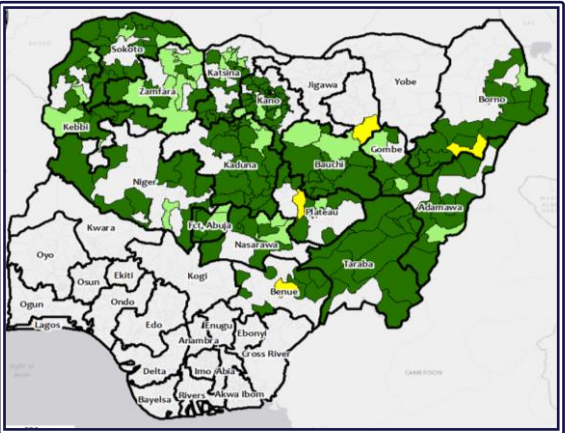 Sokoto
Katsina
Jigawa
Yobe
Borno
Zamfara
Kano
Kebbi
Gombe
Bauchi
Kaduna
Niger
Adamawa
Plateau
Fct, Abuja
Kwara
Nasarawa
Taraba
Oyo
Kogi
Ekiti
Osun
Benue
Ogun
Ondo
Edo
Enugu
Ebonyi
Lagos
Anambra
Cross River
Delta
Imo
Abia
Bayelsa
Rivers
Akwa Ibom
CAMEROON